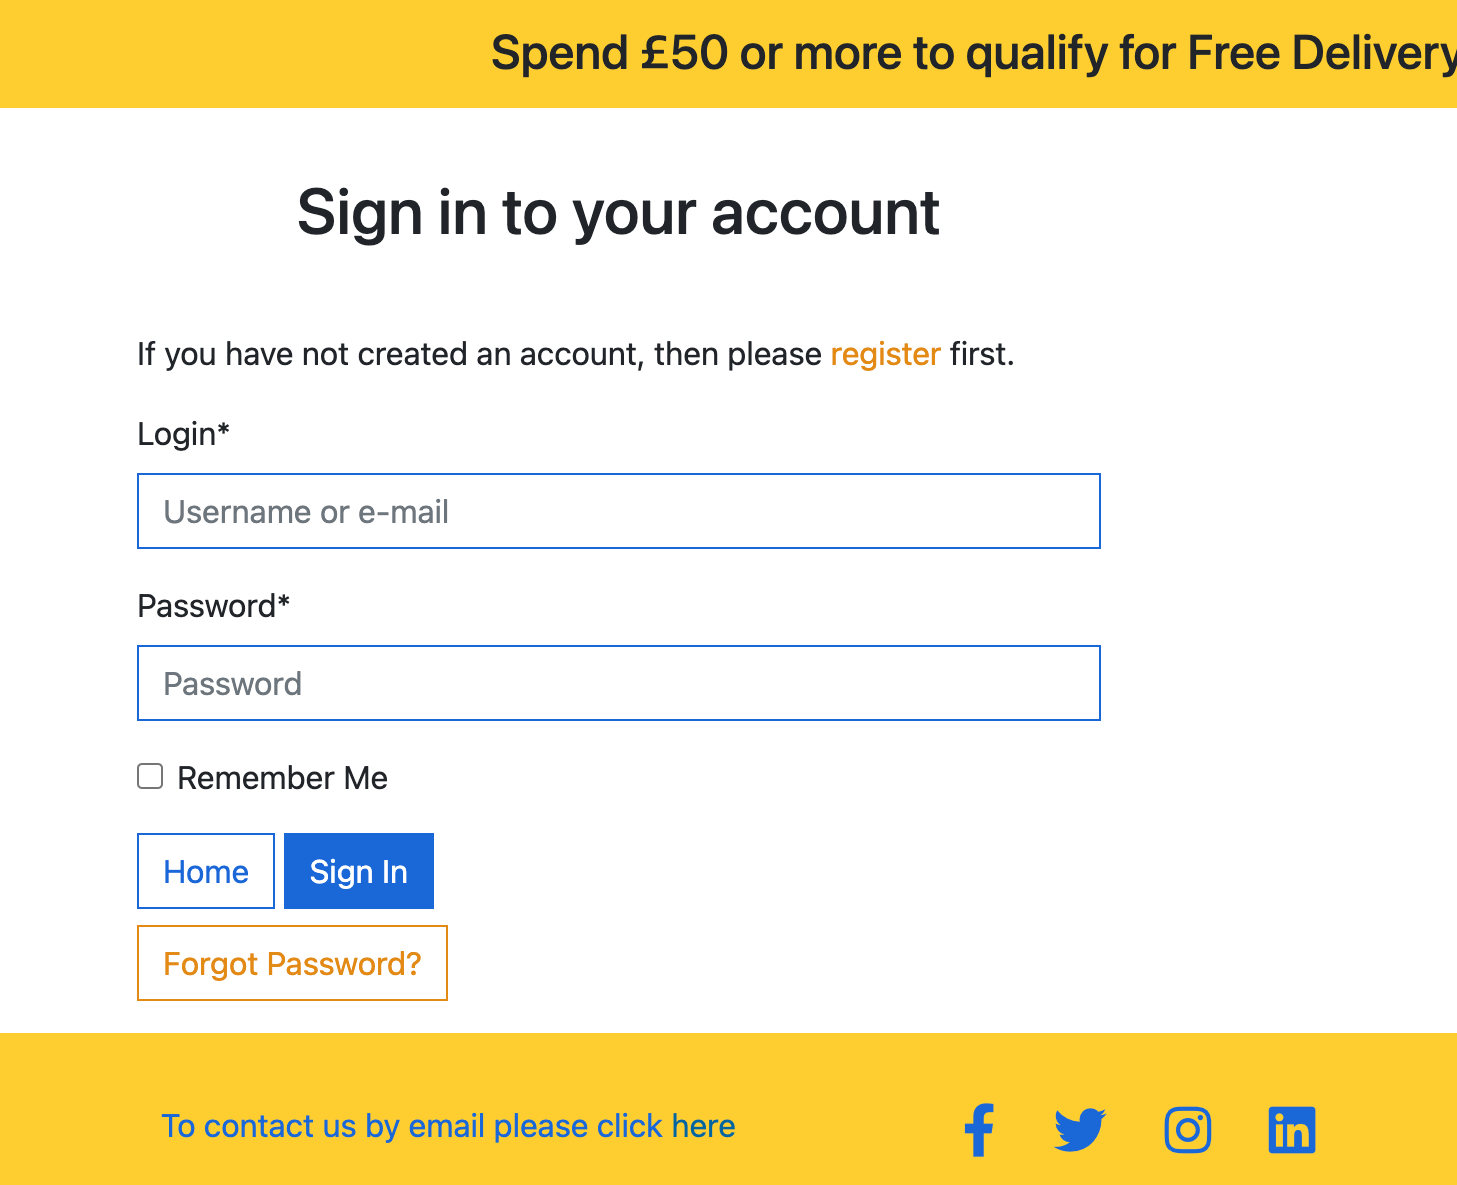 Spend £50 or more to qualify for Free Delivery
Sign in to your account
If you have not created an account, then please register first.
Login*
Username or e-mail
Password*
Password
Remember Me
Home
Sign In
Forgot Password?
To contact us by email please click here